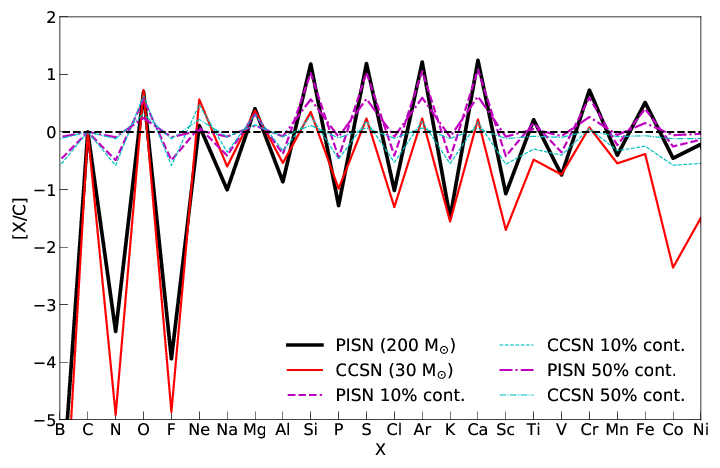 2
1
0
−1
−2
−3
−4
−5
[X/C]
B C N O F Ne Na Mg Al Si P S Cl Ar K Ca Sc Ti V Cr Mn Fe Co Ni
X
PISN (200 M☉)
CCSN (30 M☉)
PISN 10% cont.
CCSN 10% cont.
PISN 50% cont.
CCSN 50% cont.